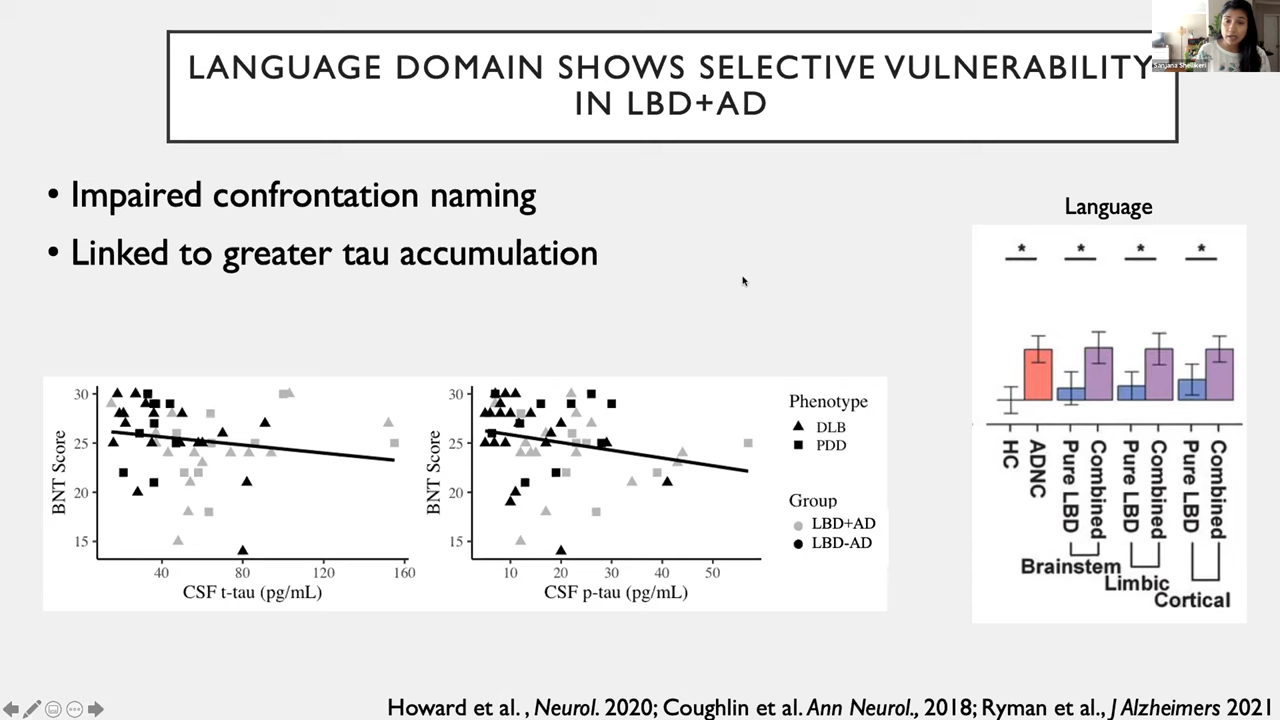 LANGUAGE DOMAIN SHOWS SELECTIVE VULNERABILITY
IN LBD+AD
Sanjana Shellikeri
• Impaired confrontation naming
• Linked to greater tau accumulation
Language
* * * *
HC
ADNC
Pure LBD
Combined
Pure LBD
Combined
Pure LBD
Combined
Brainstem
Limbic
Cortical
30
25
20
15
BNT Score
40 80 120 160
CSF t-tau (pg/mL)
30
25
20
15
BNT Score
10 20 30 40 50
CSF p-tau (pg/mL)
Phenotype
DLB
PDD
Group
LBD+AD
LBD-AD
Howard et al. , Neurol. 2020; Coughlin et al. Ann Neurol., 2018; Ryman et al., J Alzheimers 2021